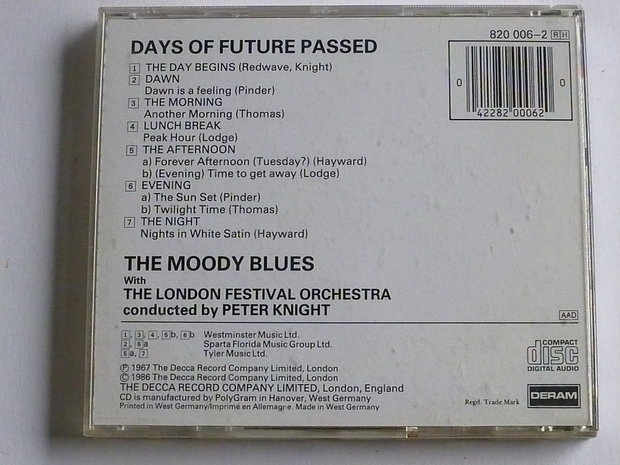 DAYS OF FUTURE PASSED
820 006-2 RH
1 THE DAY BEGINS (Redwave, Knight)
2 DAWN
Dawn is a feeling (Pinder)
3 THE MORNING
Another Morning (Thomas)
4 LUNCH BREAK
Peak Hour (Lodge)
5 THE AFTERNOON
a) Forever Afternoon (Tuesday?) (Hayward)
b) (Evening) Time to get away (Lodge)
6 EVENING
a) The Sun Set (Pinder)
b) Twilight Time (Thomas)
7 THE NIGHT
Nights in White Satin (Hayward)
0 0
42282 00062
THE MOODY BLUES
With
THE LONDON FESTIVAL ORCHESTRA
conducted by PETER KNIGHT
AAD
1, 3, 4, 5b, 6b Westminster Music Ltd.
2, 6a Sparta Florida Music Group Ltd.
5a, 7 Tyler Music Ltd.
℗ 1967 The Decca Record Company Limited, London
© 1986 The Decca Record Company Limited, London
THE DECCA RECORD COMPANY LIMITED, London, England
CD is manufactured by PolyGram in Hanover, West Germany
Printed in West Germany/Imprimé en Allemagne. Made in West Germany
COMPACT
disc
DIGITAL AUDIO
Regd. Trade Mark
DERAM